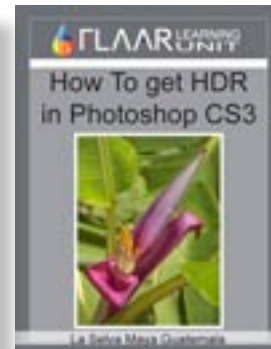 FLAAR LEARNING
UNIT
How To get HDR
in Photoshop CS3
La Selva Maya Guatemala